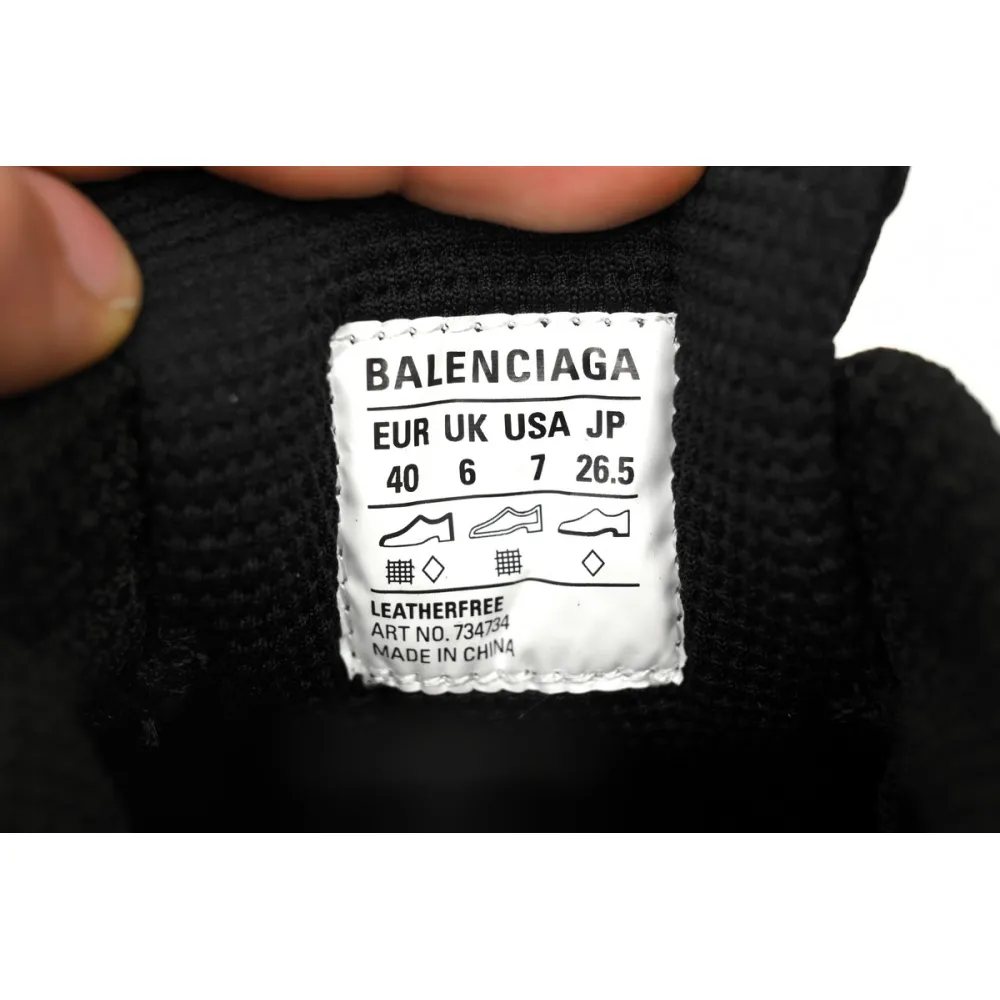 BALENCIAGA
EUR UK USA JP
40 6 7 26.5
LEATHERFREE
ART NO. 734734
MADE IN CHINA